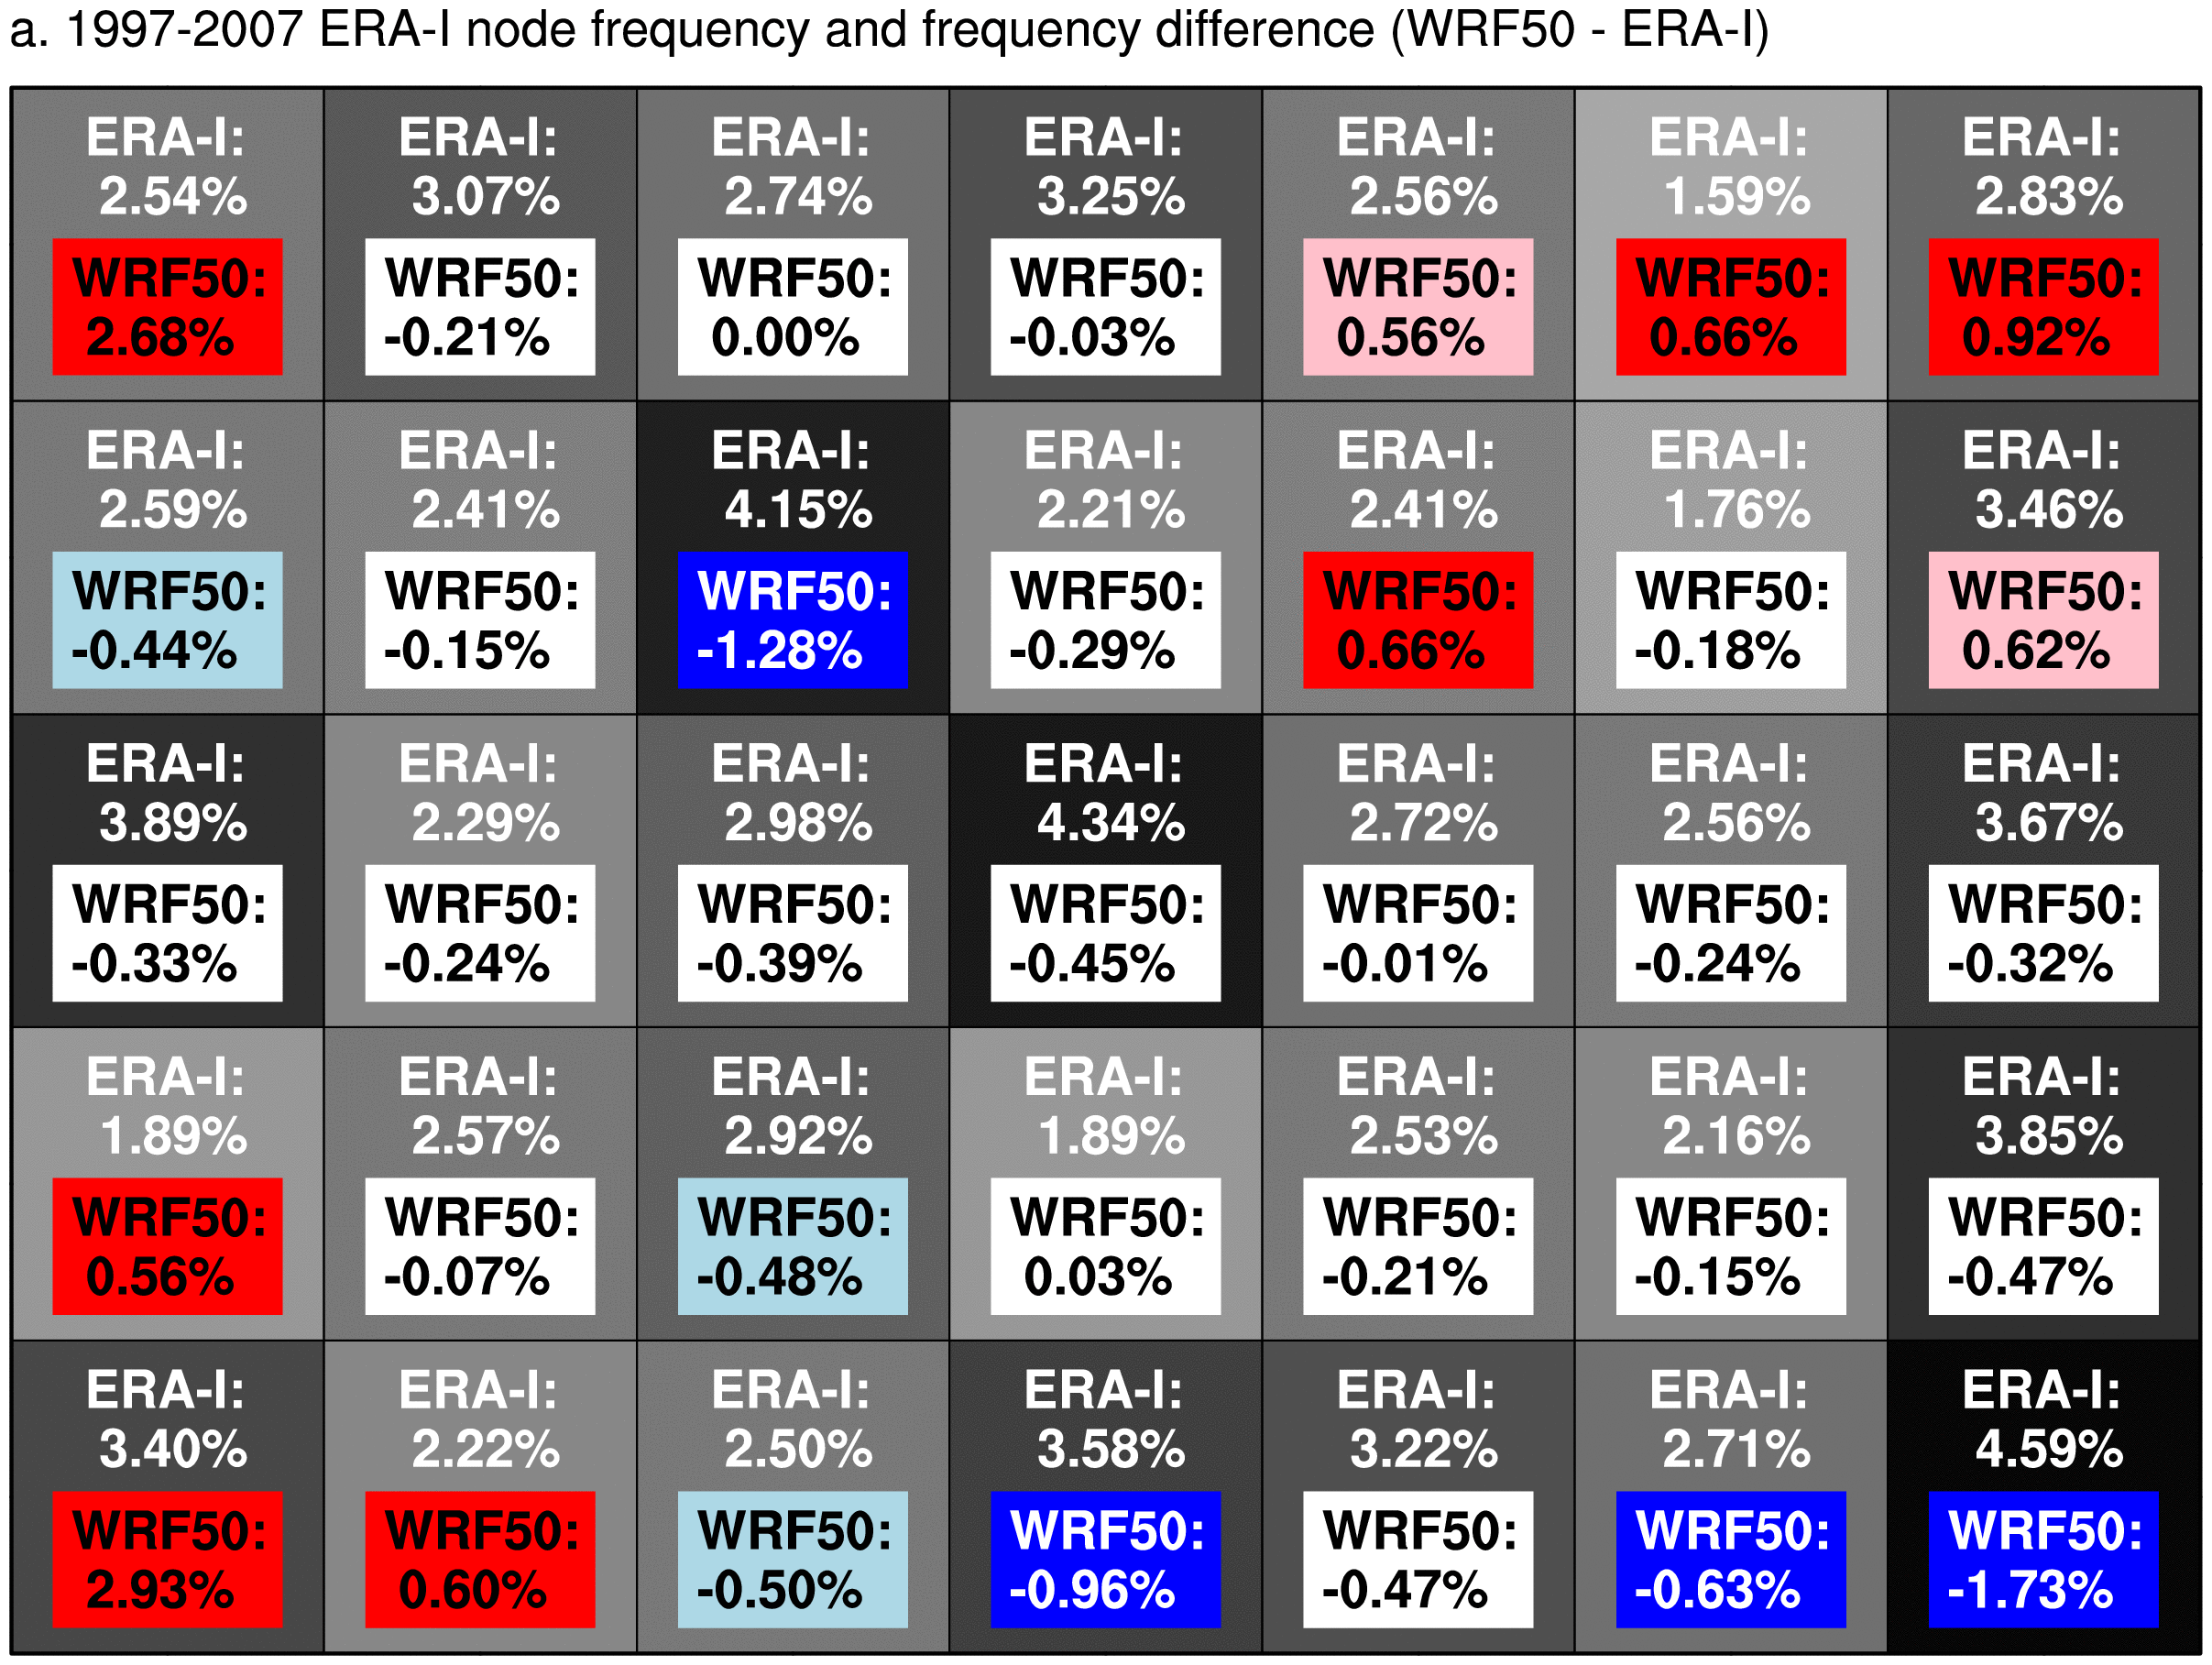 a. 1997-2007 ERA-I node frequency and frequency difference (WRF50 - ERA-I)
ERA-I: ERA-I: ERA-I: ERA-I: ERA-I: ERA-I: ERA-I:
2.54% 3.07% 2.74% 3.25% 2.56% 1.59% 2.83%
WRF50: WRF50: WRF50: WRF50: WRF50: WRF50: WRF50:
2.68% -0.21% 0.00% -0.03% 0.56% 0.66% 0.92%
ERA-I: ERA-I: ERA-I: ERA-I: ERA-I: ERA-I: ERA-I:
2.59% 2.41% 4.15% 2.21% 2.41% 1.76% 3.46%
WRF50: WRF50: WRF50: WRF50: WRF50: WRF50: WRF50:
-0.44% -0.15% -1.28% -0.29% 0.66% -0.18% 0.62%
ERA-I: ERA-I: ERA-I: ERA-I: ERA-I: ERA-I: ERA-I:
3.89% 2.29% 2.98% 4.34% 2.72% 2.56% 3.67%
WRF50: WRF50: WRF50: WRF50: WRF50: WRF50: WRF50:
-0.33% -0.24% -0.39% -0.45% -0.01% -0.24% -0.32%
ERA-I: ERA-I: ERA-I: ERA-I: ERA-I: ERA-I: ERA-I:
1.89% 2.57% 2.92% 1.89% 2.53% 2.16% 3.85%
WRF50: WRF50: WRF50: WRF50: WRF50: WRF50: WRF50:
0.56% -0.07% -0.48% 0.03% -0.21% -0.15% -0.47%
ERA-I: ERA-I: ERA-I: ERA-I: ERA-I: ERA-I: ERA-I:
3.40% 2.22% 2.50% 3.58% 3.22% 2.71% 4.59%
WRF50: WRF50: WRF50: WRF50: WRF50: WRF50: WRF50:
2.93% 0.60% -0.50% -0.96% -0.47% -0.63% -1.73%